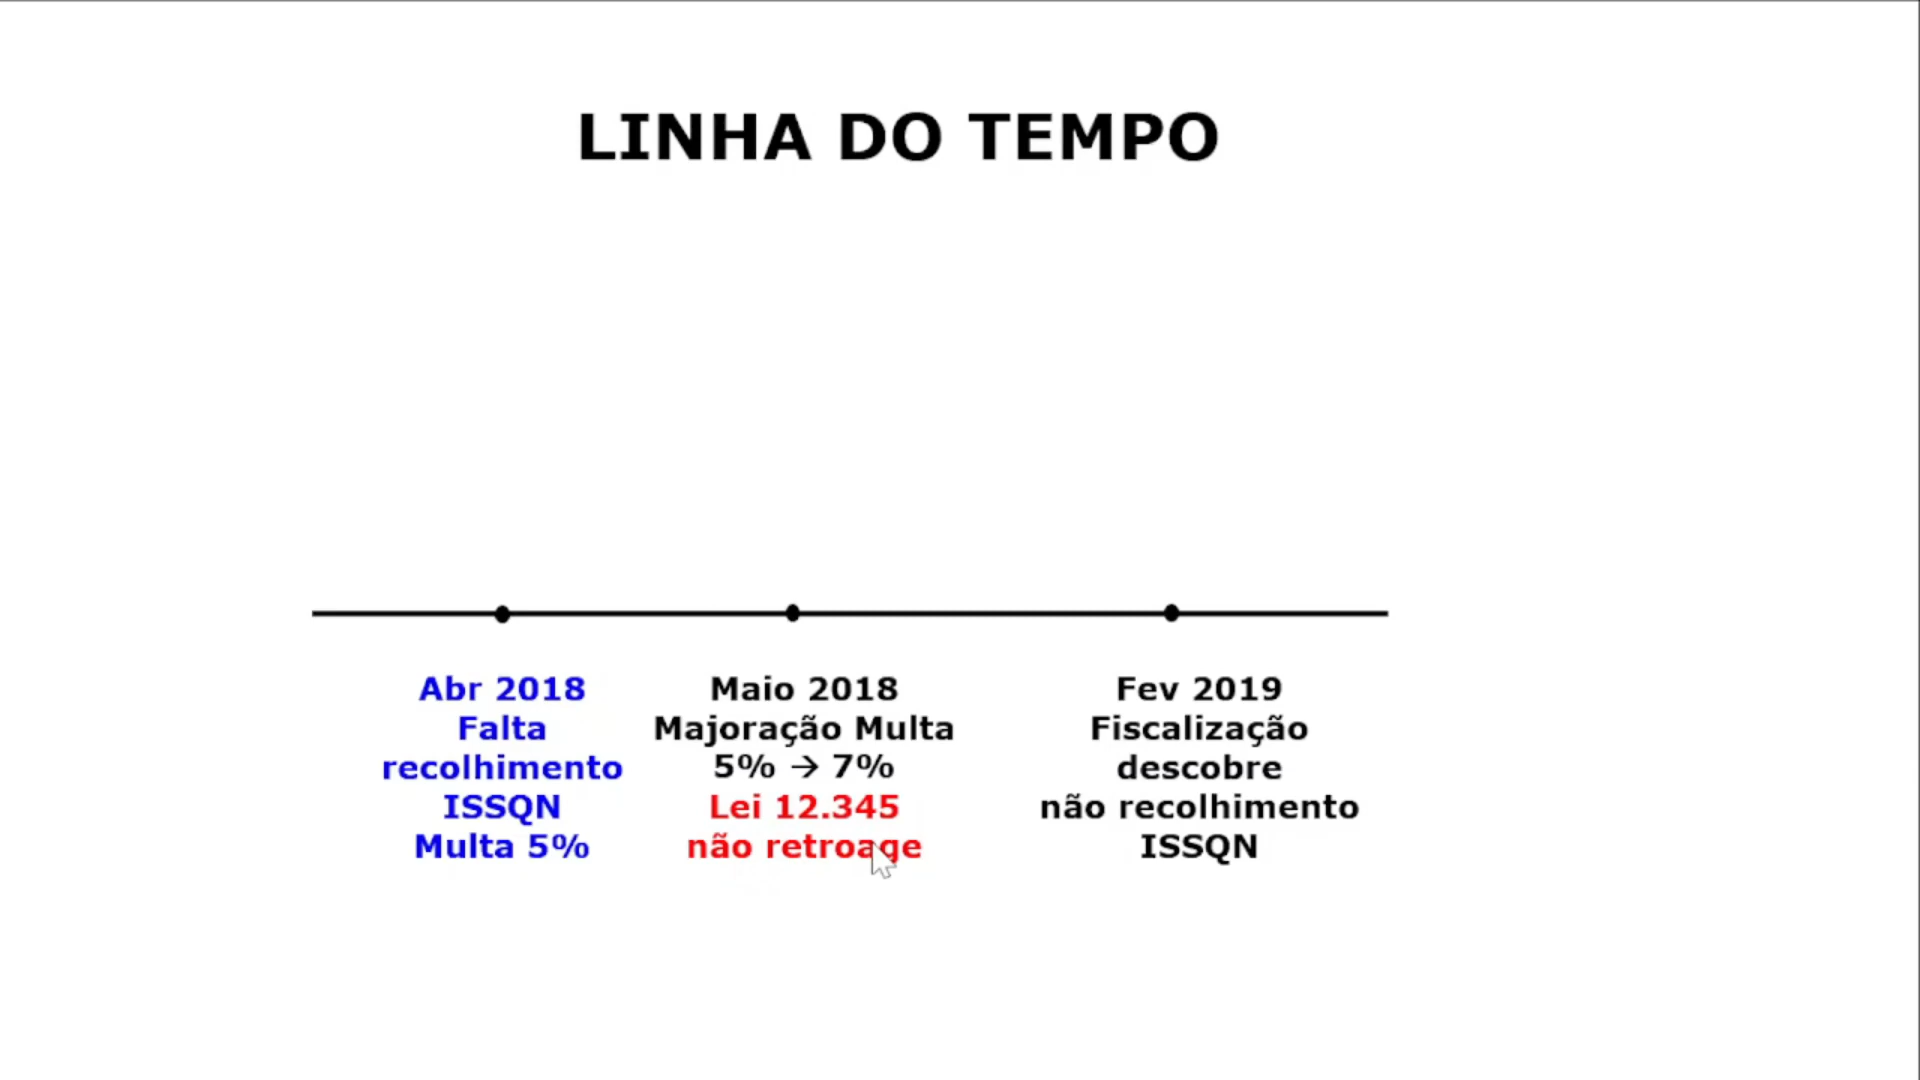 LINHA DO TEMPO
Abr 2018
Falta
recolhimento
ISSQN
Multa 5%
Maio 2018
Majoração Multa
5% → 7%
Lei 12.345
não retroage
Fev 2019
Fiscalização
descobre
não recolhimento
ISSQN